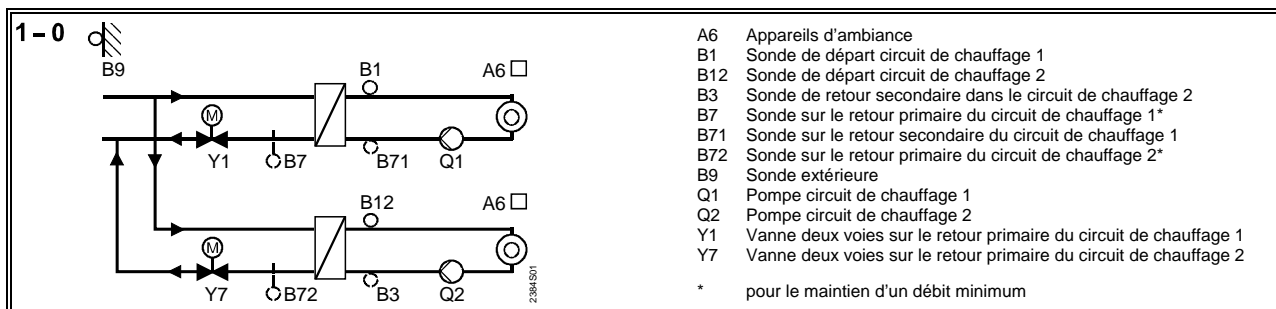 1 – 0
B9
B1
A6
M
Y1
B7
B71
Q1
B12
A6
M
Y7
B72
B3
Q2
2384S01
A6 Appareils d'ambiance
B1 Sonde de départ circuit de chauffage 1
B12 Sonde de départ circuit de chauffage 2
B3 Sonde de retour secondaire dans le circuit de chauffage 2
B7 Sonde sur le retour primaire du circuit de chauffage 1*
B71 Sonde sur le retour secondaire du circuit de chauffage 1
B72 Sonde sur le retour primaire du circuit de chauffage 2*
B9 Sonde extérieure
Q1 Pompe circuit de chauffage 1
Q2 Pompe circuit de chauffage 2
Y1 Vanne deux voies sur le retour primaire du circuit de chauffage 1
Y7 Vanne deux voies sur le retour primaire du circuit de chauffage 2
* pour le maintien d'un débit minimum